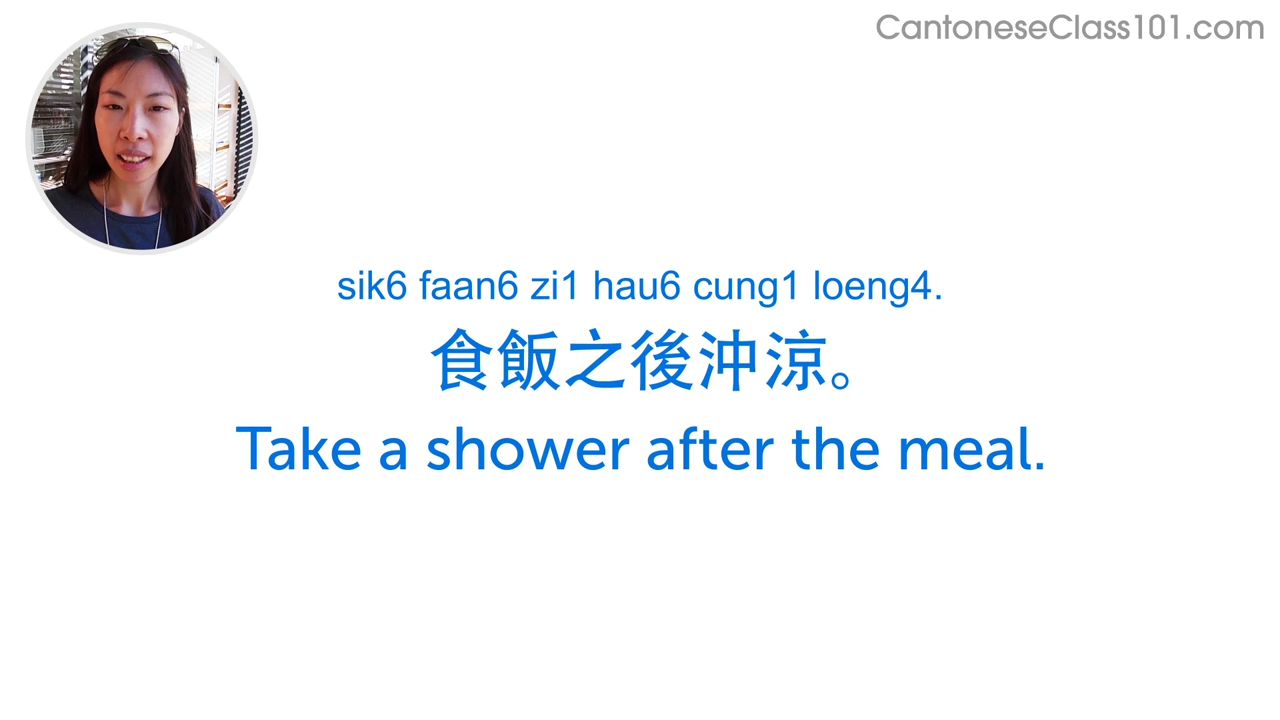 CantoneseClass101.com
sik6 faan6 zi1 hau6 cung1 loeng4.
食飯之後沖涼。
Take a shower after the meal.